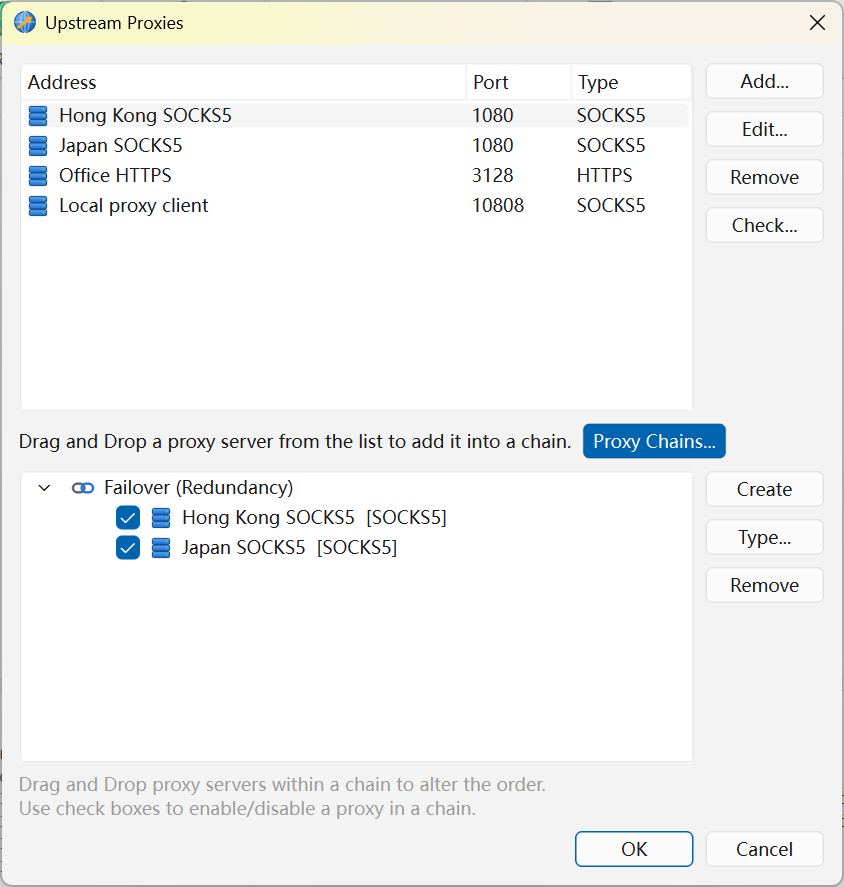 Upstream Proxies
Address Port Type
Hong Kong SOCKS5 1080 SOCKS5
Japan SOCKS5 1080 SOCKS5
Office HTTPS 3128 HTTPS
Local proxy client 10808 SOCKS5
Add...
Edit...
Remove
Check...
Drag and Drop a proxy server from the list to add it into a chain. Proxy Chains...
Failover (Redundancy)
Hong Kong SOCKS5 [SOCKS5]
Japan SOCKS5 [SOCKS5]
Create
Type...
Remove
Drag and Drop proxy servers within a chain to alter the order.
Use check boxes to enable/disable a proxy in a chain.
OK Cancel